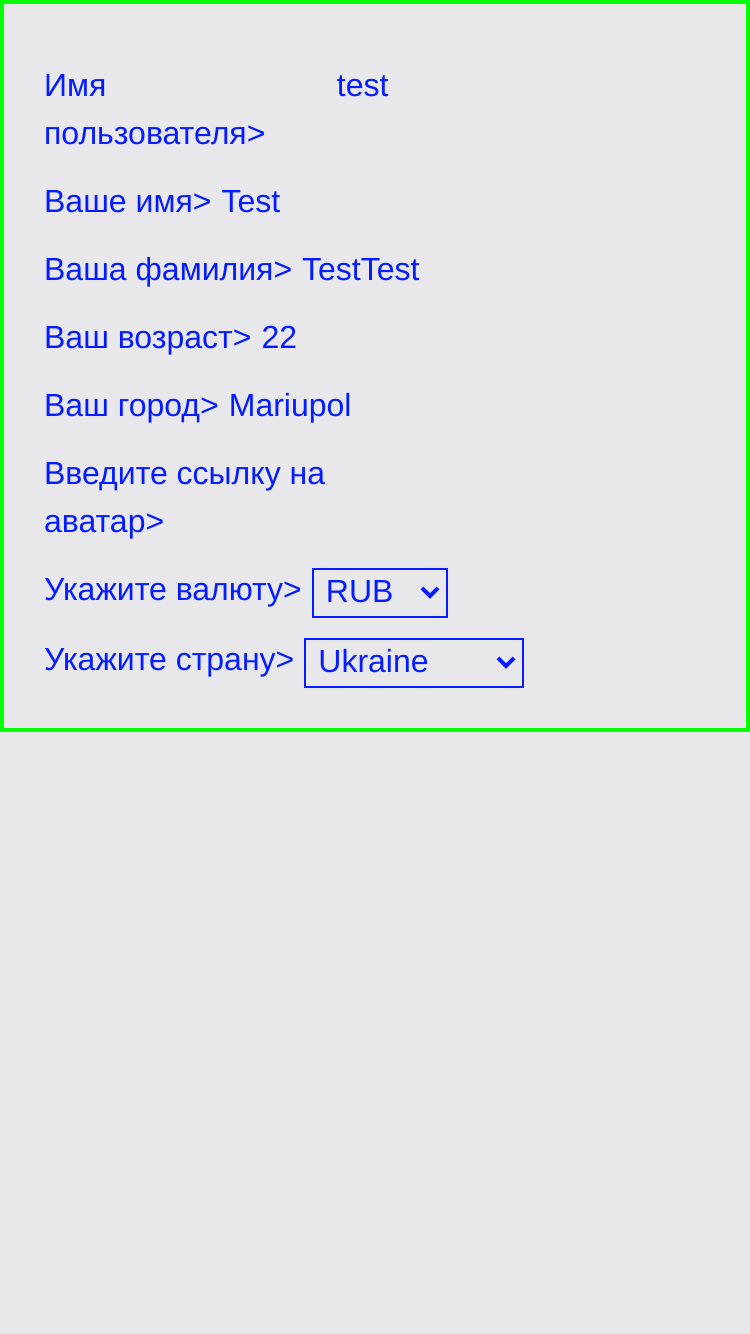 Имя test
пользователя>
Ваше имя> Test
Ваша фамилия> TestTest
Ваш возраст> 22
Ваш город> Mariupol
Введите ссылку на
аватар>
Укажите валюту> RUB
Укажите страну> Ukraine